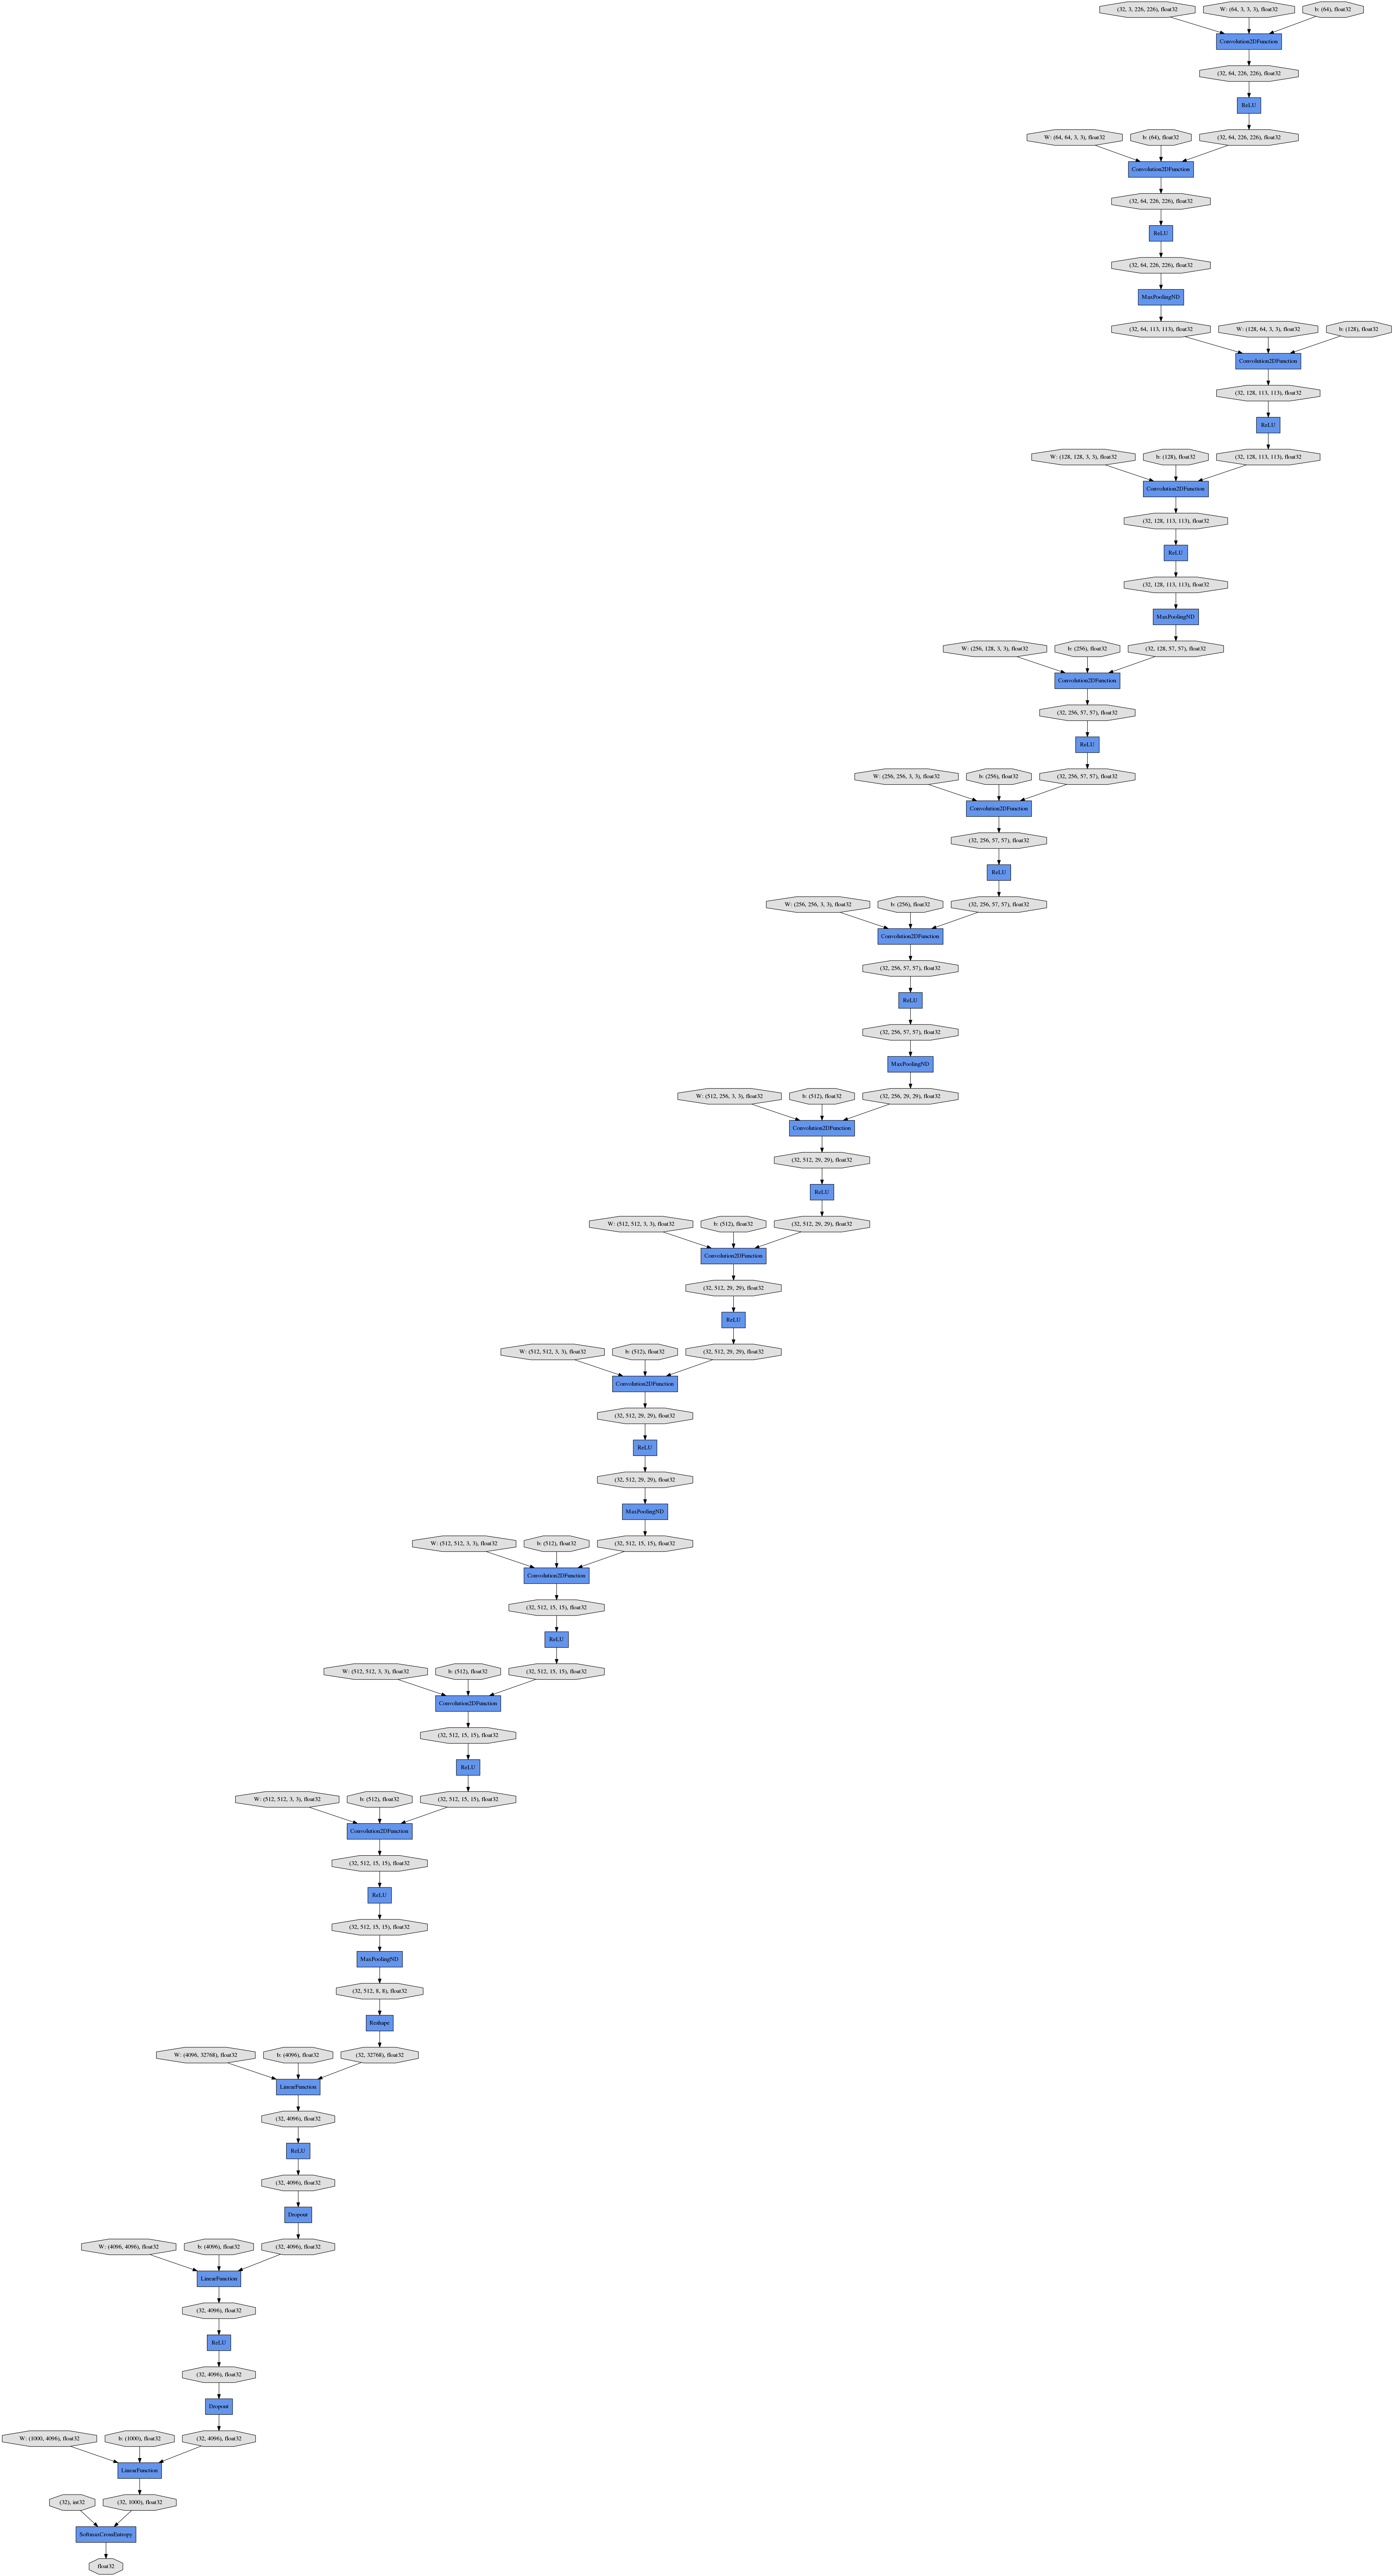 (32, 3, 226, 226), float32
W: (64, 3, 3, 3), float32
b: (64), float32
Convolution2DFunction
(32, 64, 226, 226), float32
ReLU
W: (64, 64, 3, 3), float32
b: (64), float32
(32, 64, 226, 226), float32
Convolution2DFunction
(32, 64, 226, 226), float32
ReLU
(32, 64, 226, 226), float32
MaxPoolingND
(32, 64, 113, 113), float32
W: (128, 64, 3, 3), float32
b: (128), float32
Convolution2DFunction
(32, 128, 113, 113), float32
ReLU
W: (128, 128, 3, 3), float32
b: (128), float32
(32, 128, 113, 113), float32
Convolution2DFunction
(32, 128, 113, 113), float32
ReLU
(32, 128, 113, 113), float32
MaxPoolingND
W: (256, 128, 3, 3), float32
b: (256), float32
(32, 128, 57, 57), float32
Convolution2DFunction
(32, 256, 57, 57), float32
ReLU
W: (256, 256, 3, 3), float32
b: (256), float32
(32, 256, 57, 57), float32
Convolution2DFunction
(32, 256, 57, 57), float32
ReLU
W: (256, 256, 3, 3), float32
b: (256), float32
(32, 256, 57, 57), float32
Convolution2DFunction
(32, 256, 57, 57), float32
ReLU
(32, 256, 57, 57), float32
MaxPoolingND
W: (512, 256, 3, 3), float32
b: (512), float32
(32, 256, 29, 29), float32
Convolution2DFunction
(32, 512, 29, 29), float32
ReLU
W: (512, 512, 3, 3), float32
b: (512), float32
(32, 512, 29, 29), float32
Convolution2DFunction
(32, 512, 29, 29), float32
ReLU
W: (512, 512, 3, 3), float32
b: (512), float32
(32, 512, 29, 29), float32
Convolution2DFunction
(32, 512, 29, 29), float32
ReLU
(32, 512, 29, 29), float32
MaxPoolingND
W: (512, 512, 3, 3), float32
b: (512), float32
(32, 512, 15, 15), float32
Convolution2DFunction
(32, 512, 15, 15), float32
ReLU
W: (512, 512, 3, 3), float32
b: (512), float32
(32, 512, 15, 15), float32
Convolution2DFunction
(32, 512, 15, 15), float32
ReLU
W: (512, 512, 3, 3), float32
b: (512), float32
(32, 512, 15, 15), float32
Convolution2DFunction
(32, 512, 15, 15), float32
ReLU
(32, 512, 15, 15), float32
MaxPoolingND
(32, 512, 8, 8), float32
Reshape
W: (4096, 32768), float32
b: (4096), float32
(32, 32768), float32
LinearFunction
(32, 4096), float32
ReLU
(32, 4096), float32
Dropout
W: (4096, 4096), float32
b: (4096), float32
(32, 4096), float32
LinearFunction
(32, 4096), float32
ReLU
(32, 4096), float32
Dropout
W: (1000, 4096), float32
b: (1000), float32
(32, 4096), float32
LinearFunction
(32), int32
(32, 1000), float32
SoftmaxCrossEntropy
float32